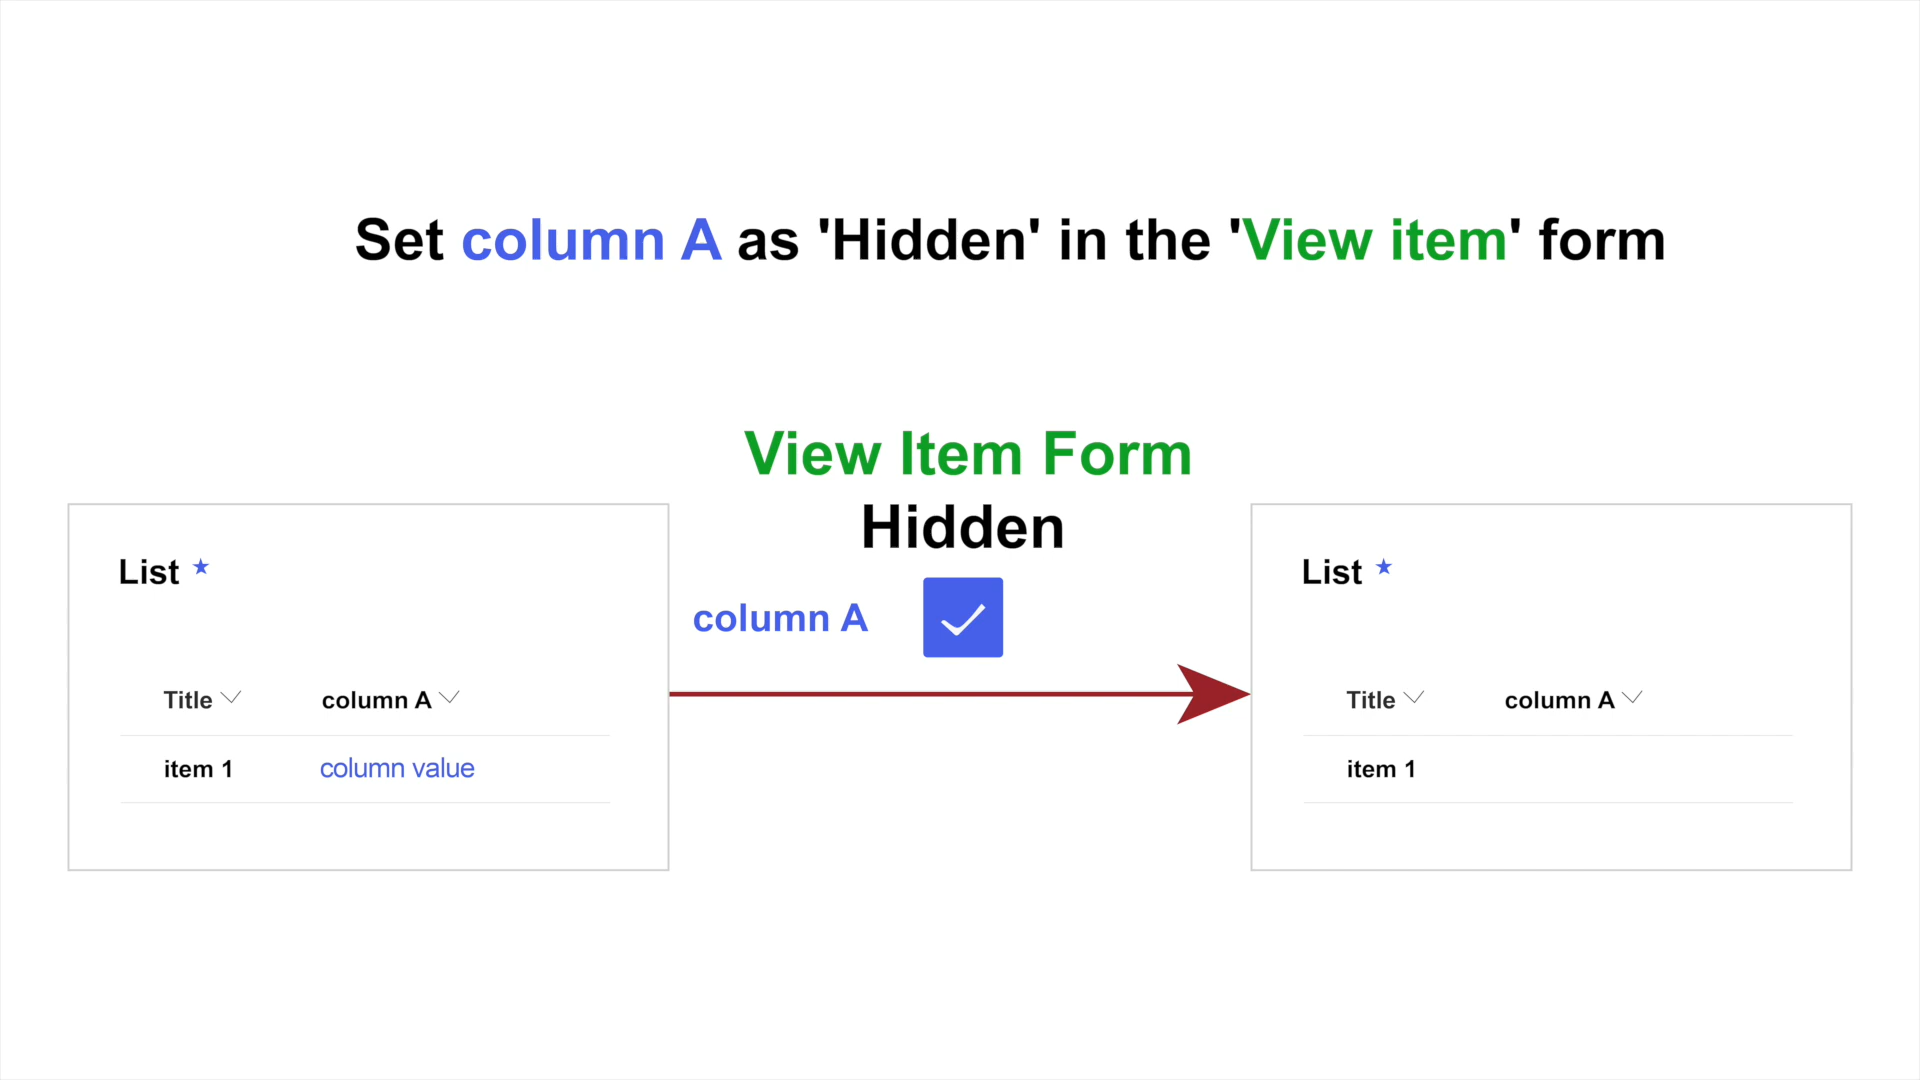 Set column A as 'Hidden' in the 'View item' form
View Item Form
Hidden
column A
List
Title column A
item 1 column value
List
Title column A
item 1